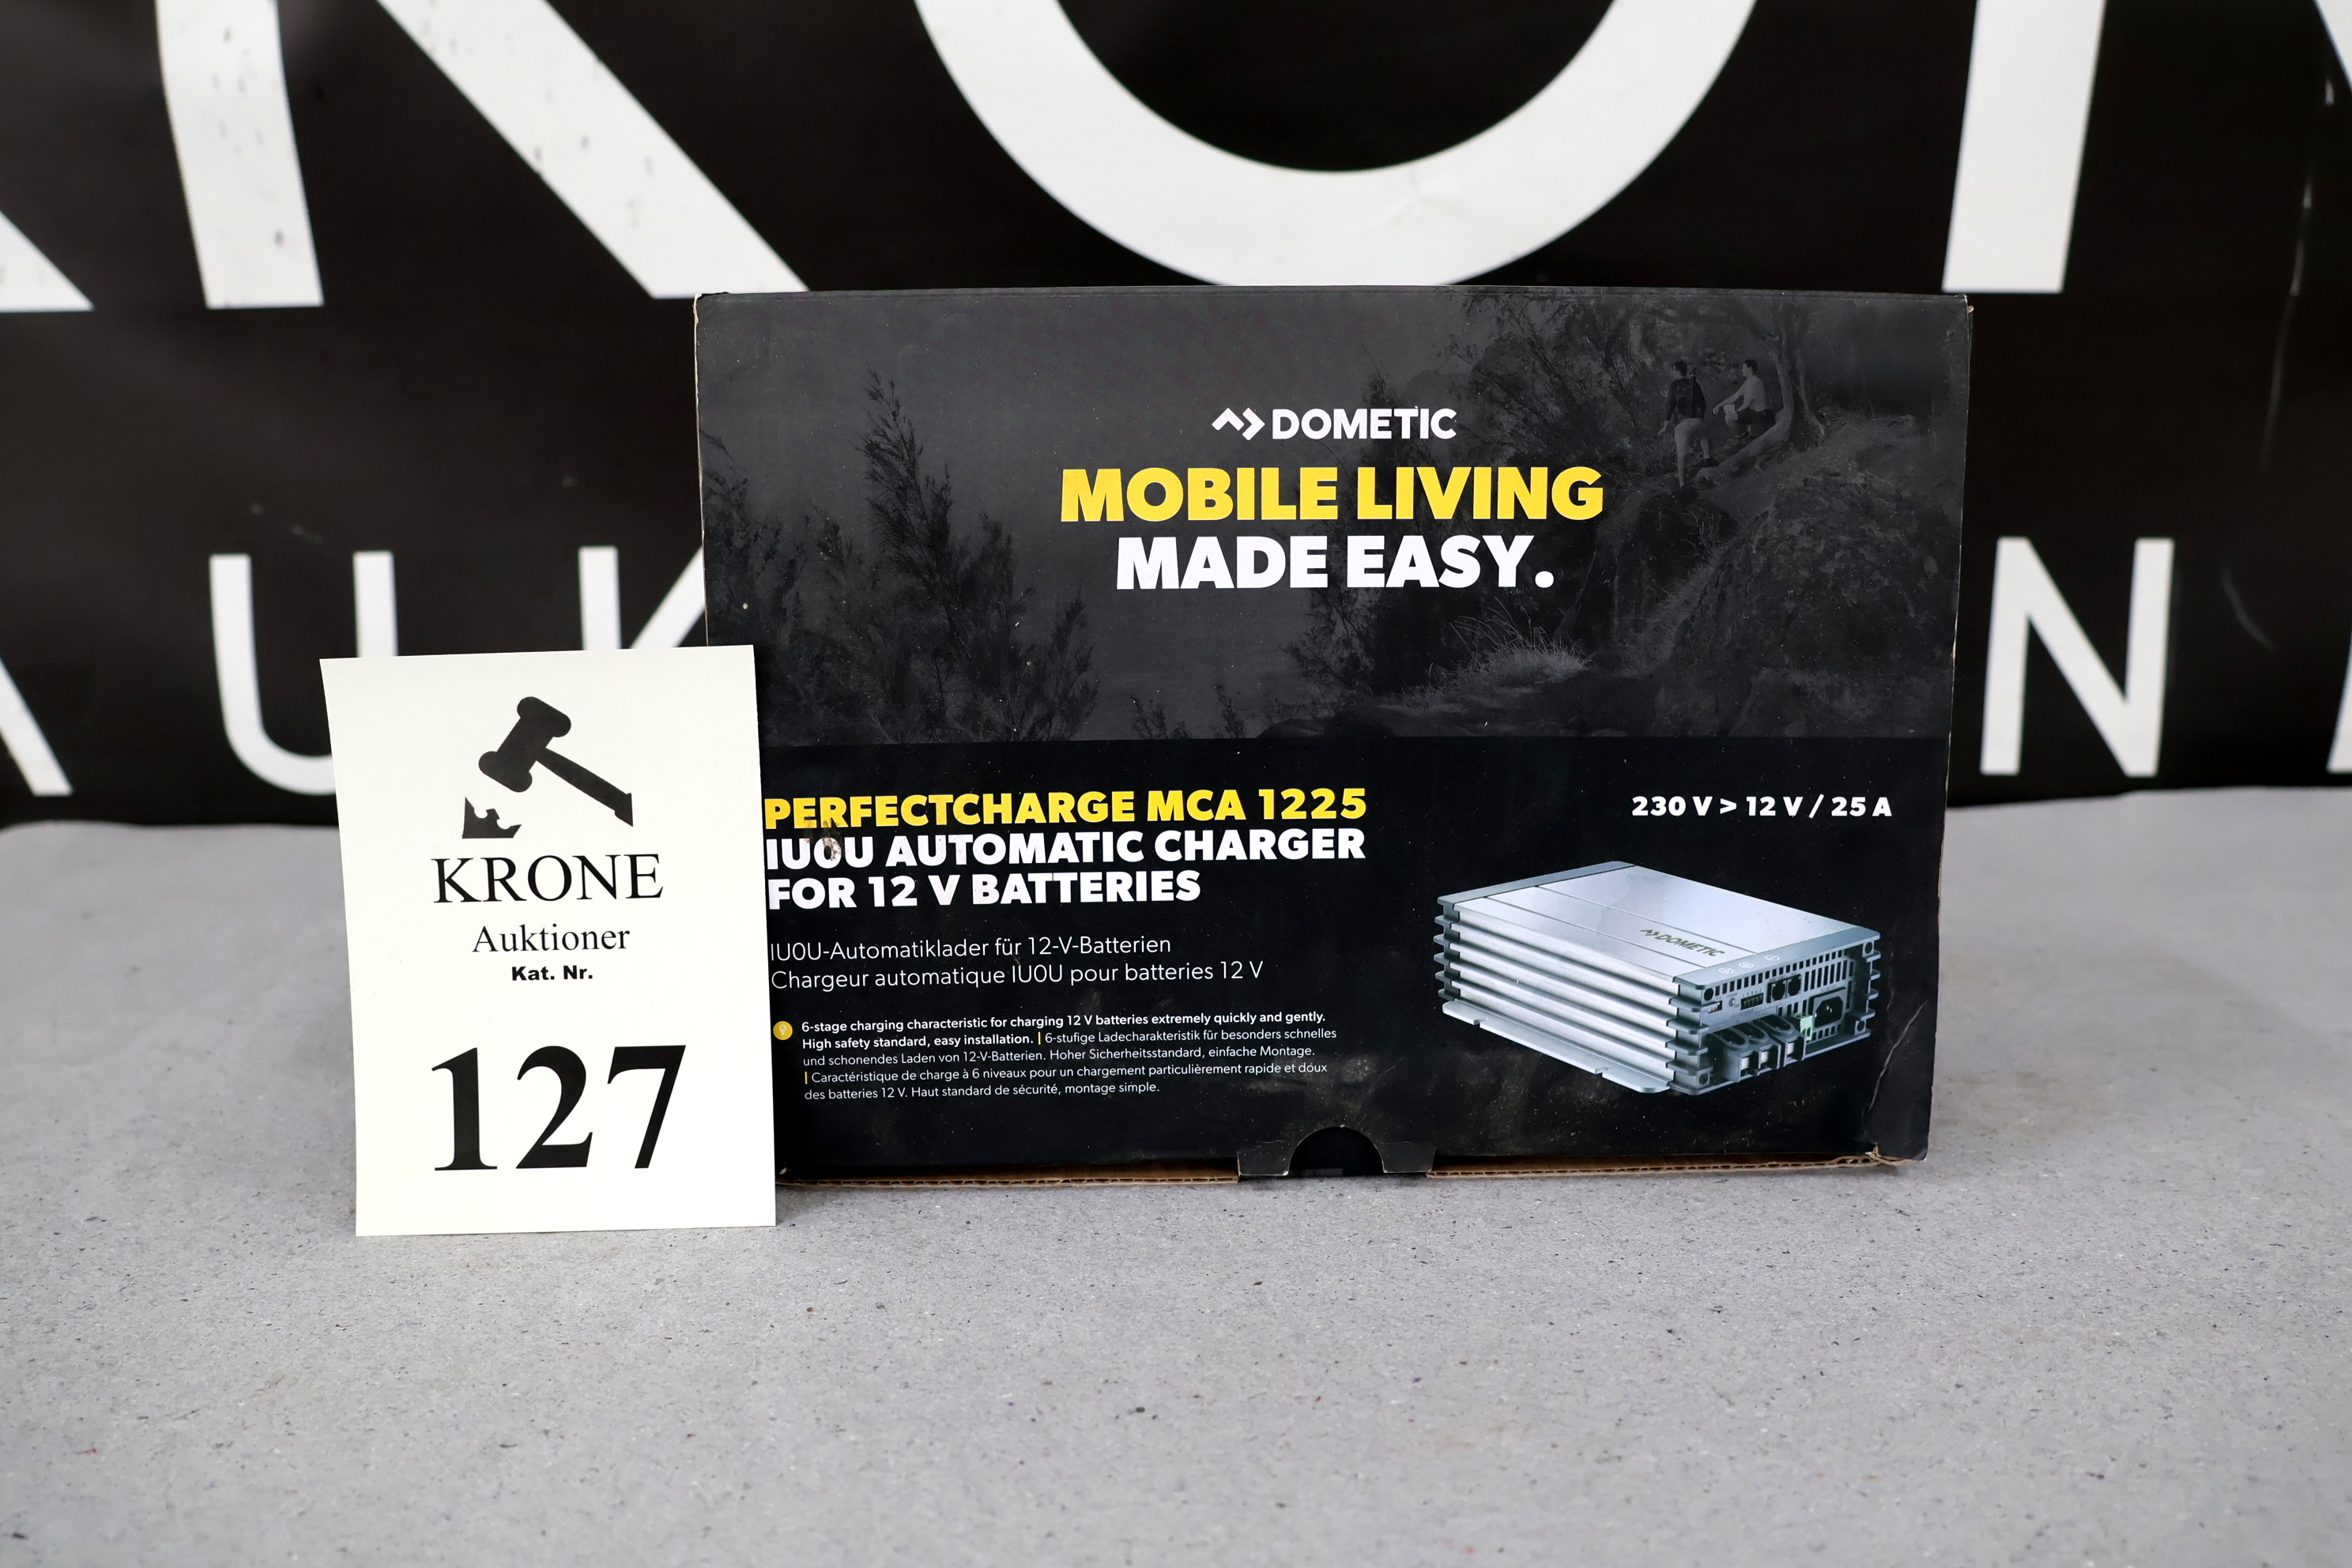 DOMETIC
MOBILE LIVING
MADE EASY.
PERFECTCHARGE MCA 1225
IU0U AUTOMATIC CHARGER
FOR 12 V BATTERIES
230 V > 12 V / 25 A
IU0U-Automatiklader für 12-V-Batterien
Chargeur automatique IU0U pour batteries 12 V
6-stage charging characteristic for charging 12 V batteries extremely quickly and gently.
High safety standard, easy installation. | 6-stufige Ladecharakteristik für besonders schnelles
und schonendes Laden von 12-V-Batterien. Hoher Sicherheitsstandard, einfache Montage.
| Caractéristique de charge à 6 niveaux pour un chargement particulièrement rapide et doux
des batteries 12 V. Haut standard de sécurité, montage simple.
DOMETIC
KRONE
Auktioner
Kat. Nr.
127